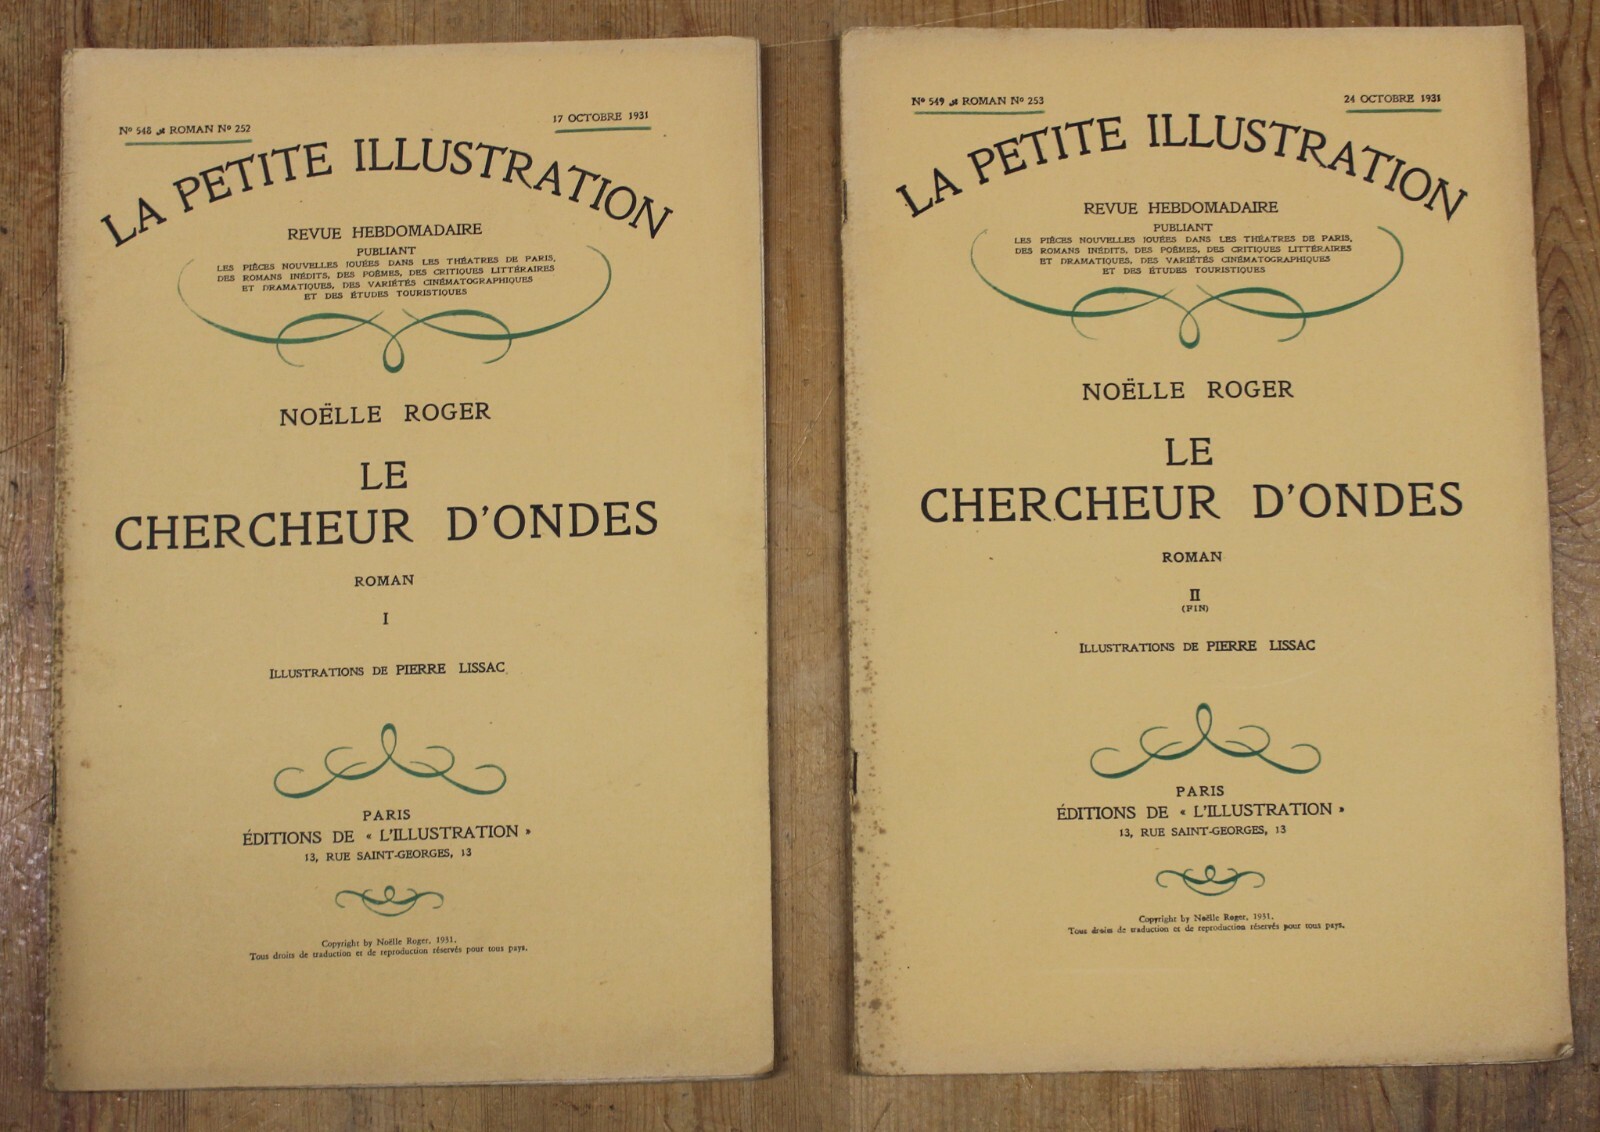 Nº 548 ROMAN Nº 252
17 OCTOBRE 1931
LA PETITE ILLUSTRATION
REVUE HEBDOMADAIRE
PUBLIANT
LES PIÈCES NOUVELLES JOUÉES DANS LES THÉATRES DE PARIS,
DES ROMANS INÉDITS, DES POÈMES, DES CRITIQUES LITTÉRAIRES
ET DRAMATIQUES, DES VARIÉTÉS CINÉMATOGRAPHIQUES
ET DES ÉTUDES TOURISTIQUES
NOËLLE ROGER
LE
CHERCHEUR D'ONDES
ROMAN
I
ILLUSTRATIONS DE PIERRE LISSAC
PARIS
ÉDITIONS DE « L'ILLUSTRATION »
13, RUE SAINT-GEORGES, 13
Copyright by Noëlle Roger, 1931.
Tous droits de traduction et de reproduction réservés pour tous pays.
Nº 549 ROMAN Nº 253
24 OCTOBRE 1931
LA PETITE ILLUSTRATION
REVUE HEBDOMADAIRE
PUBLIANT
LES PIÈCES NOUVELLES JOUÉES DANS LES THÉATRES DE PARIS,
DES ROMANS INÉDITS, DES POÈMES, DES CRITIQUES LITTÉRAIRES
ET DRAMATIQUES, DES VARIÉTÉS CINÉMATOGRAPHIQUES
ET DES ÉTUDES TOURISTIQUES
NOËLLE ROGER
LE
CHERCHEUR D'ONDES
ROMAN
II
(FIN)
ILLUSTRATIONS DE PIERRE LISSAC
PARIS
ÉDITIONS DE « L'ILLUSTRATION »
13, RUE SAINT-GEORGES, 13
Copyright by Noëlle Roger, 1931.
Tous droits de traduction et de reproduction réservés pour tous pays.